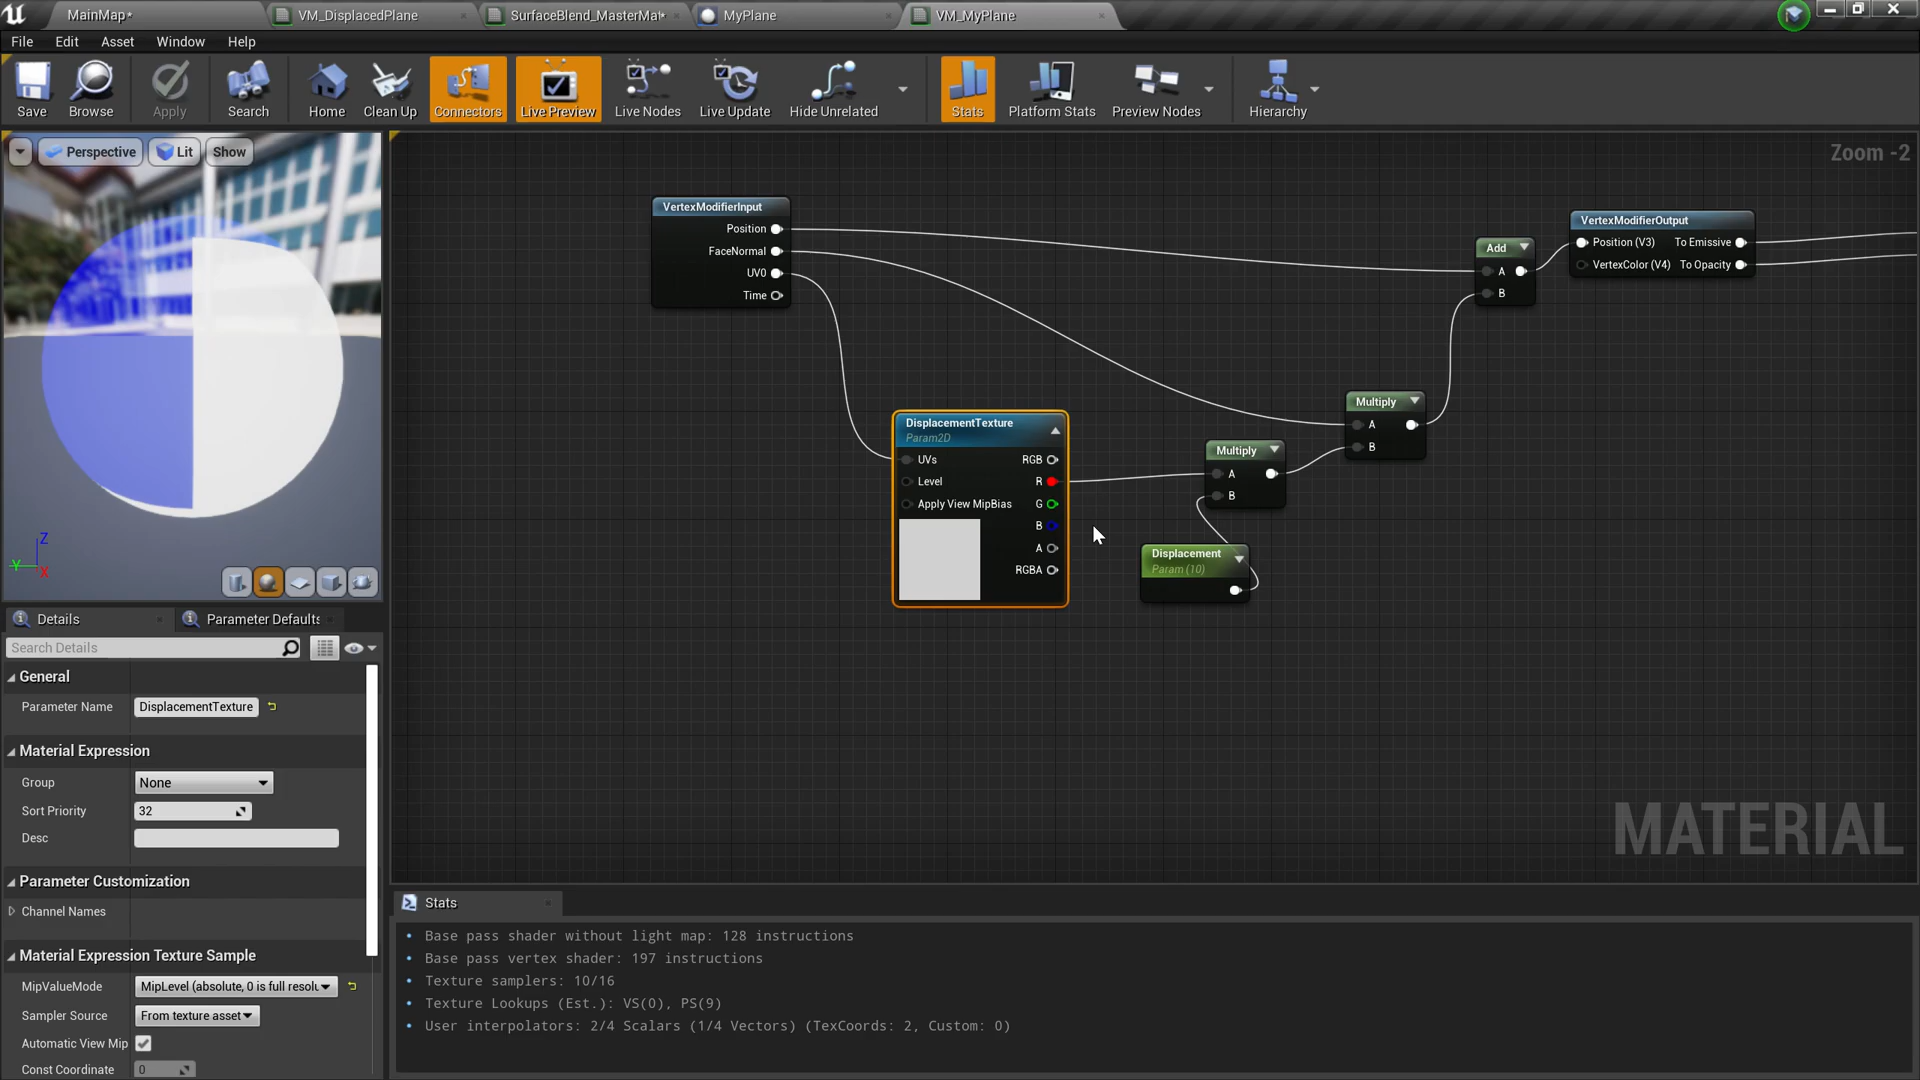 MainMap*
VM_DisplacedPlane
SurfaceBlend_MasterMat*
MyPlane
VM_MyPlane
File Edit Asset Window Help
Save
Browse
Apply
Search
Home
Clean Up
Connectors
Live Preview
Live Nodes
Live Update
Hide Unrelated
Stats
Platform Stats
Preview Nodes
Hierarchy
Perspective
Lit
Show
Zoom -2
VertexModifierInput
Position
FaceNormal
UV0
Time
Add
A
B
VertexModifierOutput
Position (V3) To Emissive
VertexColor (V4) To Opacity
Multiply
A
B
DisplacementTexture
Param2D
UVs RGB
Level R
Apply View MipBias G
B
A
RGBA
Multiply
A
B
Displacement
Param (10)
Z
Y
X
MATERIAL
Details
Parameter Defaults
Search Details
General
Parameter Name DisplacementTexture
Material Expression
Group None
Sort Priority 32
Desc
Parameter Customization
Channel Names
Material Expression Texture Sample
MipValueMode MipLevel (absolute, 0 is full resolu
Sampler Source From texture asset
Automatic View Mip
Const Coordinate 0
Stats
Base pass shader without light map: 128 instructions
Base pass vertex shader: 197 instructions
Texture samplers: 10/16
Texture Lookups (Est.): VS(0), PS(9)
User interpolators: 2/4 Scalars (1/4 Vectors) (TexCoords: 2, Custom: 0)